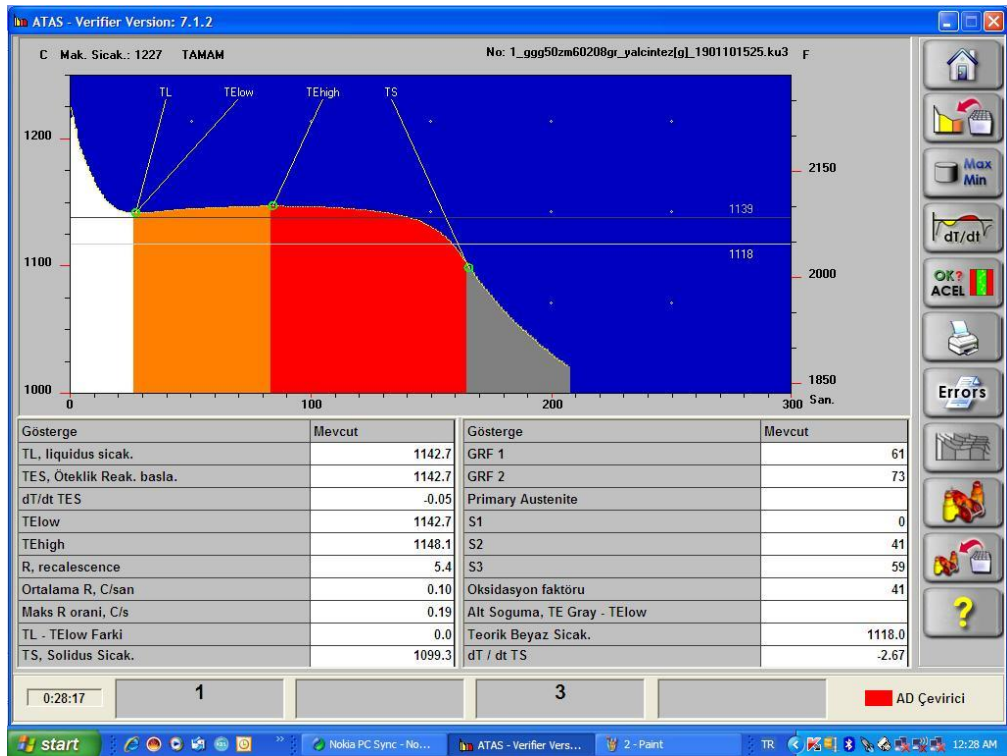 ATAS - Verifier Version: 7.1.2
C Mak. Sicak.: 1227 TAMAM No: 1_ggg50zm60208gr_yalcintez[g]_1901101525.ku3 F
TL TElow TEhigh TS
1200
2150
1139
1118
1100
2000
1850
1000
0 100 200 300 San.
Max
Min
dT/dt
OK?
ACEL
Errors
?
Gösterge Mevcut Gösterge Mevcut
TL, liquidus sicak. 1142.7 GRF 1 61
TES, Öteklik Reak. basla. 1142.7 GRF 2 73
dT/dt TES -0.05 Primary Austenite
TElow 1142.7 S1 0
TEhigh 1148.1 S2 41
R, recalescence 5.4 S3 59
Ortalama R, C/san 0.10 Oksidasyon faktöru 41
Maks R orani, C/s 0.19 Alt Soguma, TE Gray - TElow
TL - TElow Farki 0.0 Teorik Beyaz Sicak. 1118.0
TS, Solidus Sicak. 1099.3 dT / dt TS -2.67
0:28:17 1 3 AD Çevirici
start » Nokia PC Sync - No... ATAS - Verifier Vers... 2 - Paint TR 12:28 AM